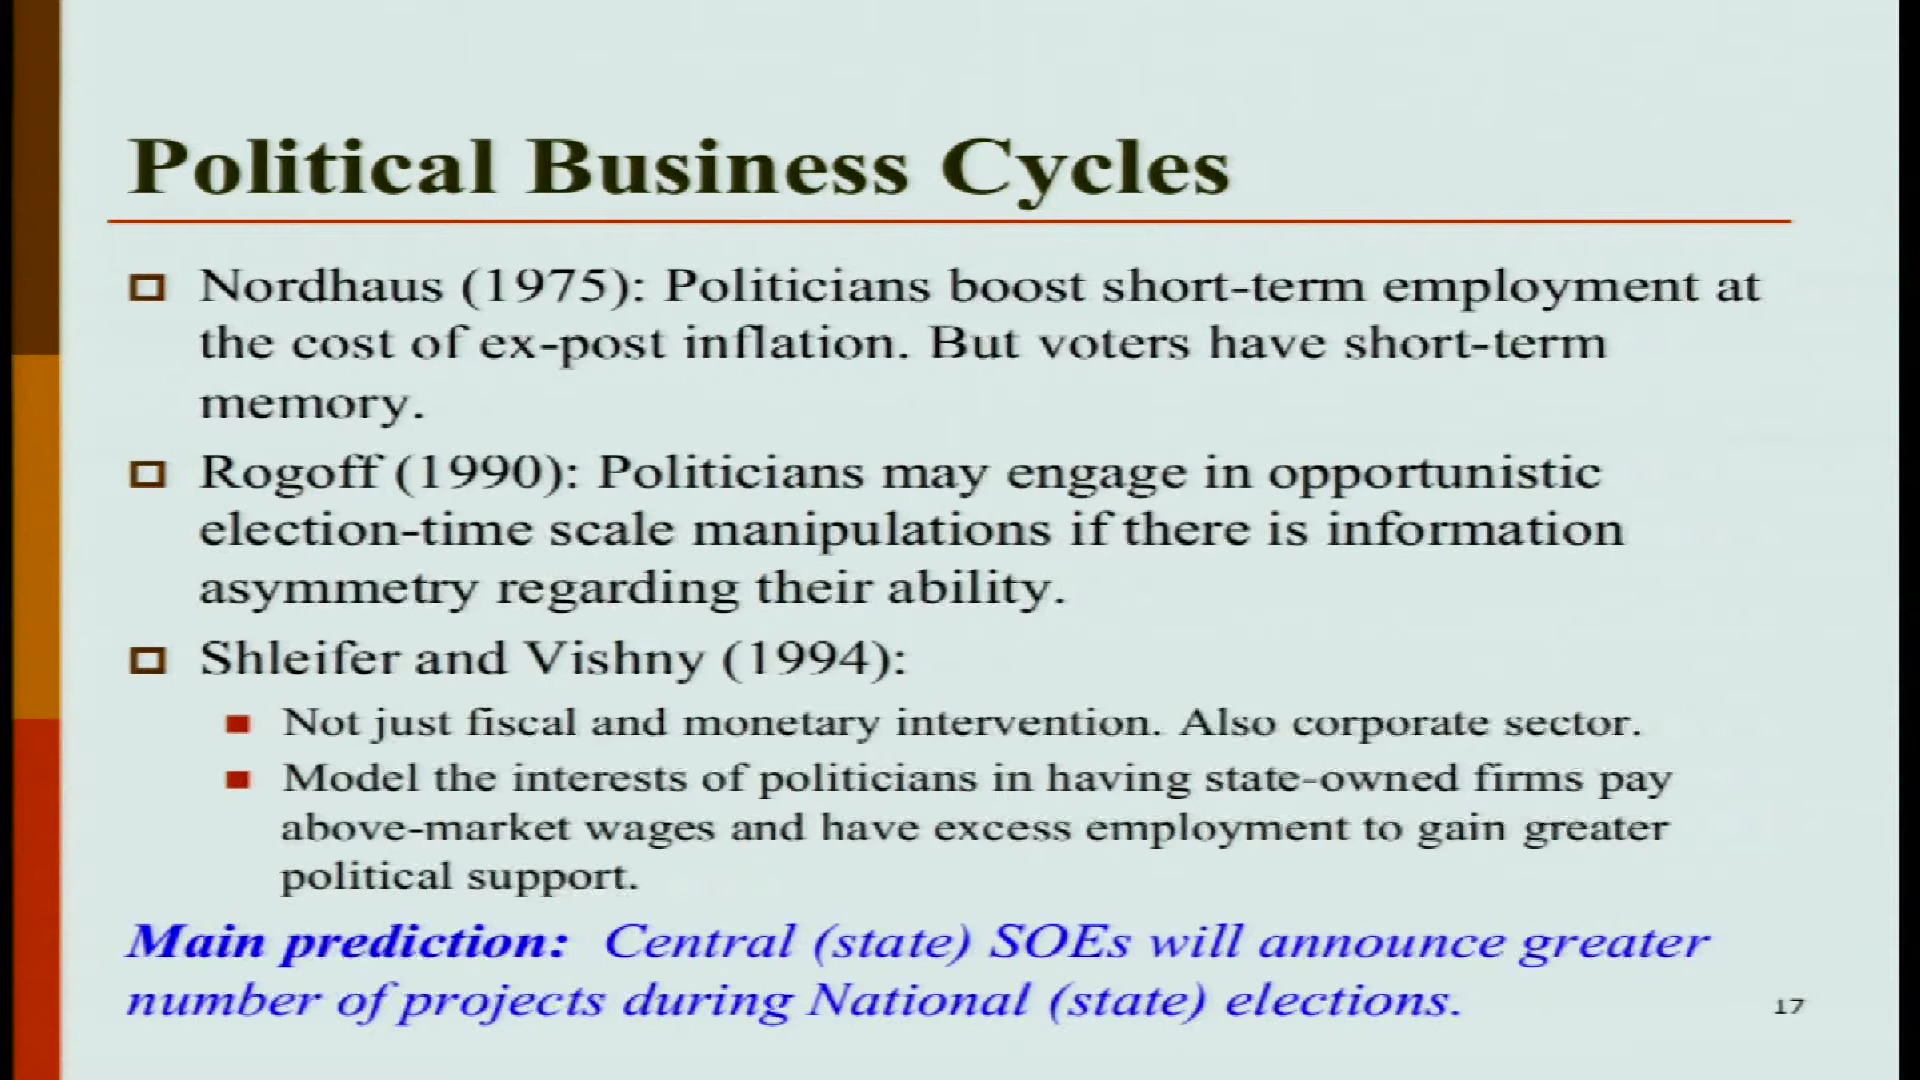 Political Business Cycles
Nordhaus (1975): Politicians boost short-term employment at
the cost of ex-post inflation. But voters have short-term
memory.
Rogoff (1990): Politicians may engage in opportunistic
election-time scale manipulations if there is information
asymmetry regarding their ability.
Shleifer and Vishny (1994):
Not just fiscal and monetary intervention. Also corporate sector.
Model the interests of politicians in having state-owned firms pay
above-market wages and have excess employment to gain greater
political support.
Main prediction: Central (state) SOEs will announce greater
number of projects during National (state) elections.
17